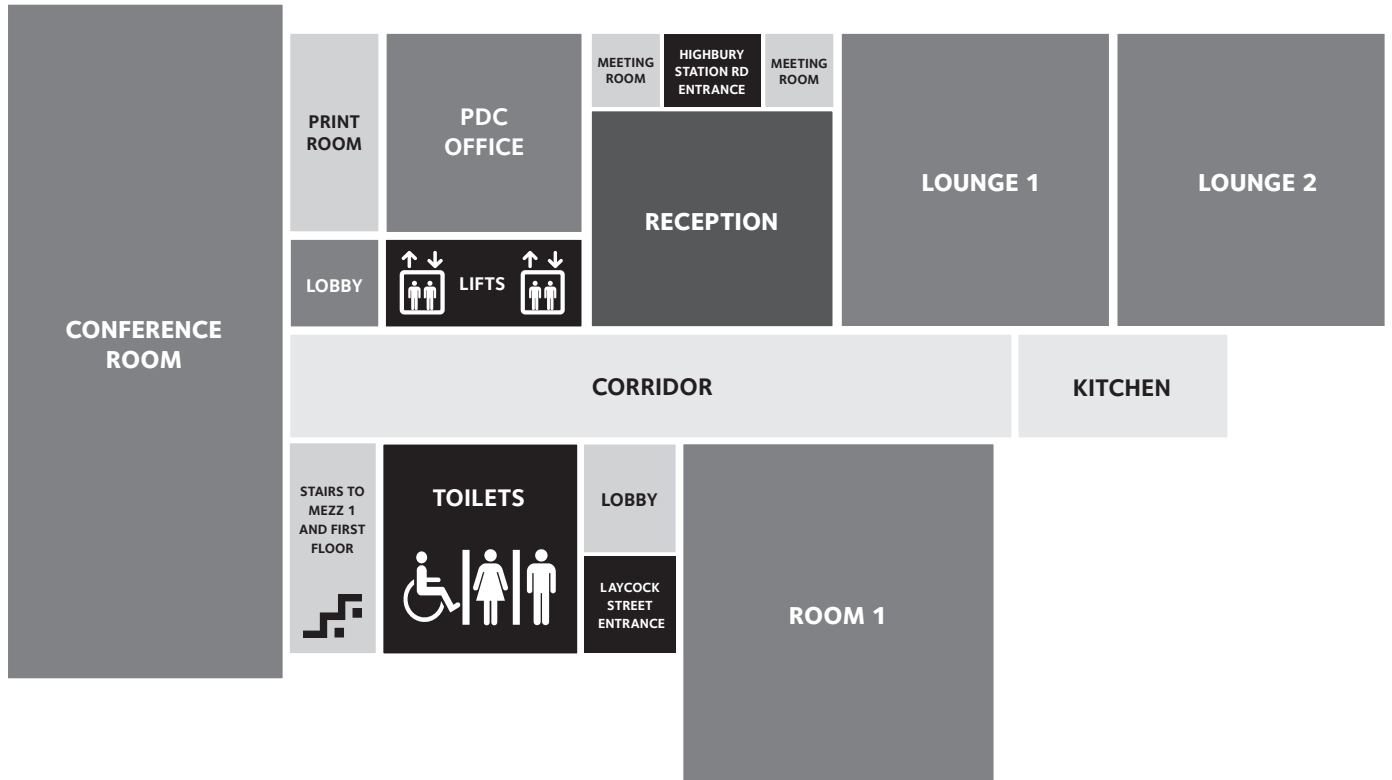 PRINT
ROOM
PDC
OFFICE
MEETING
ROOM
HIGHBURY
STATION RD
ENTRANCE
MEETING
ROOM
LOUNGE 1
LOUNGE 2
RECEPTION
LOBBY
LIFTS
CONFERENCE
ROOM
CORRIDOR
KITCHEN
STAIRS TO
MEZZ 1
AND FIRST
FLOOR
TOILETS
LOBBY
LAYCOCK
STREET
ENTRANCE
ROOM 1